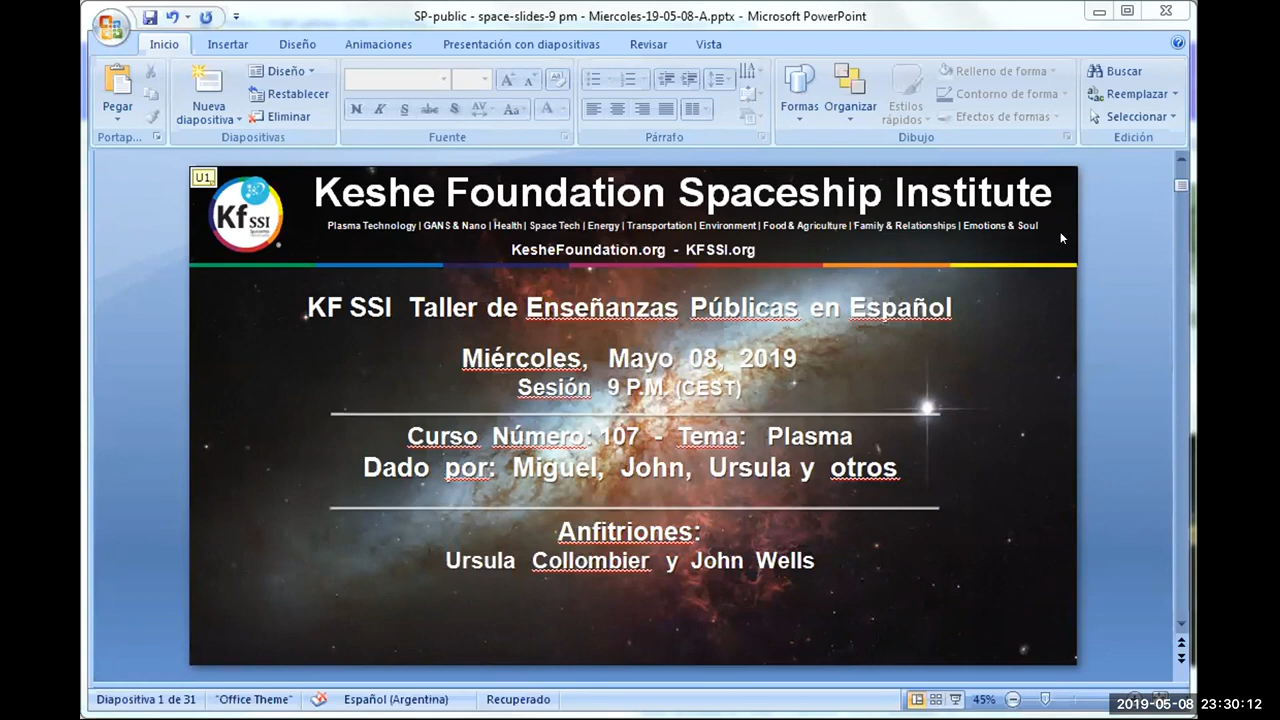 SP-public - space-slides-9 pm - Miercoles-19-05-08-A.pptx - Microsoft PowerPoint
Inicio Insertar Diseño Animaciones Presentación con diapositivas Revisar Vista
Pegar
Portap...
Nueva diapositiva
Diseño
Restablecer
Eliminar
Diapositivas
N K S abc S AV Aa A
Fuente
Párrafo
Formas
Organizar
Estilos rápidos
Relleno de forma
Contorno de forma
Efectos de formas
Dibujo
Buscar
Reemplazar
Seleccionar
Edición
U1
Kf SSI
Keshe Foundation Spaceship Institute
Plasma Technology | GANS & Nano | Health | Space Tech | Energy | Transportation | Environment | Food & Agriculture | Family & Relationships | Emotions & Soul
KesheFoundation.org - KFSSI.org
KF SSI Taller de Enseñanzas Públicas en Español
Miércoles, Mayo 08, 2019
Sesión 9 P.M. (CEST)
Curso Número: 107 - Tema: Plasma
Dado por: Miguel, John, Ursula y otros
Anfitriones:
Ursula Collombier y John Wells
Diapositiva 1 de 31 "Office Theme" Español (Argentina) Recuperado 45%
2019-05-08 23:30:12